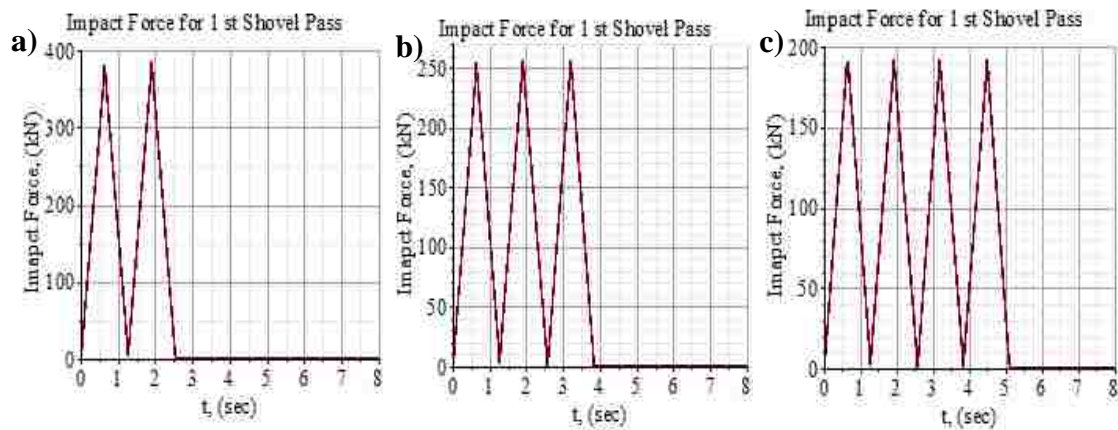 a)
Impact Force for 1 st Shovel Pass
Imapct Force, (kN)
400
300
200
100
0
0 1 2 3 4 5 6 7 8
t, (sec)
b)
Impact Force for 1 st Shovel Pass
Imapct Force, (kN)
250
200
150
100
50
0
0 1 2 3 4 5 6 7 8
t, (sec)
c)
Impact Force for 1 st Shovel Pass
Imapct Force, (kN)
200
150
100
50
0
0 1 2 3 4 5 6 7 8
t, (sec)